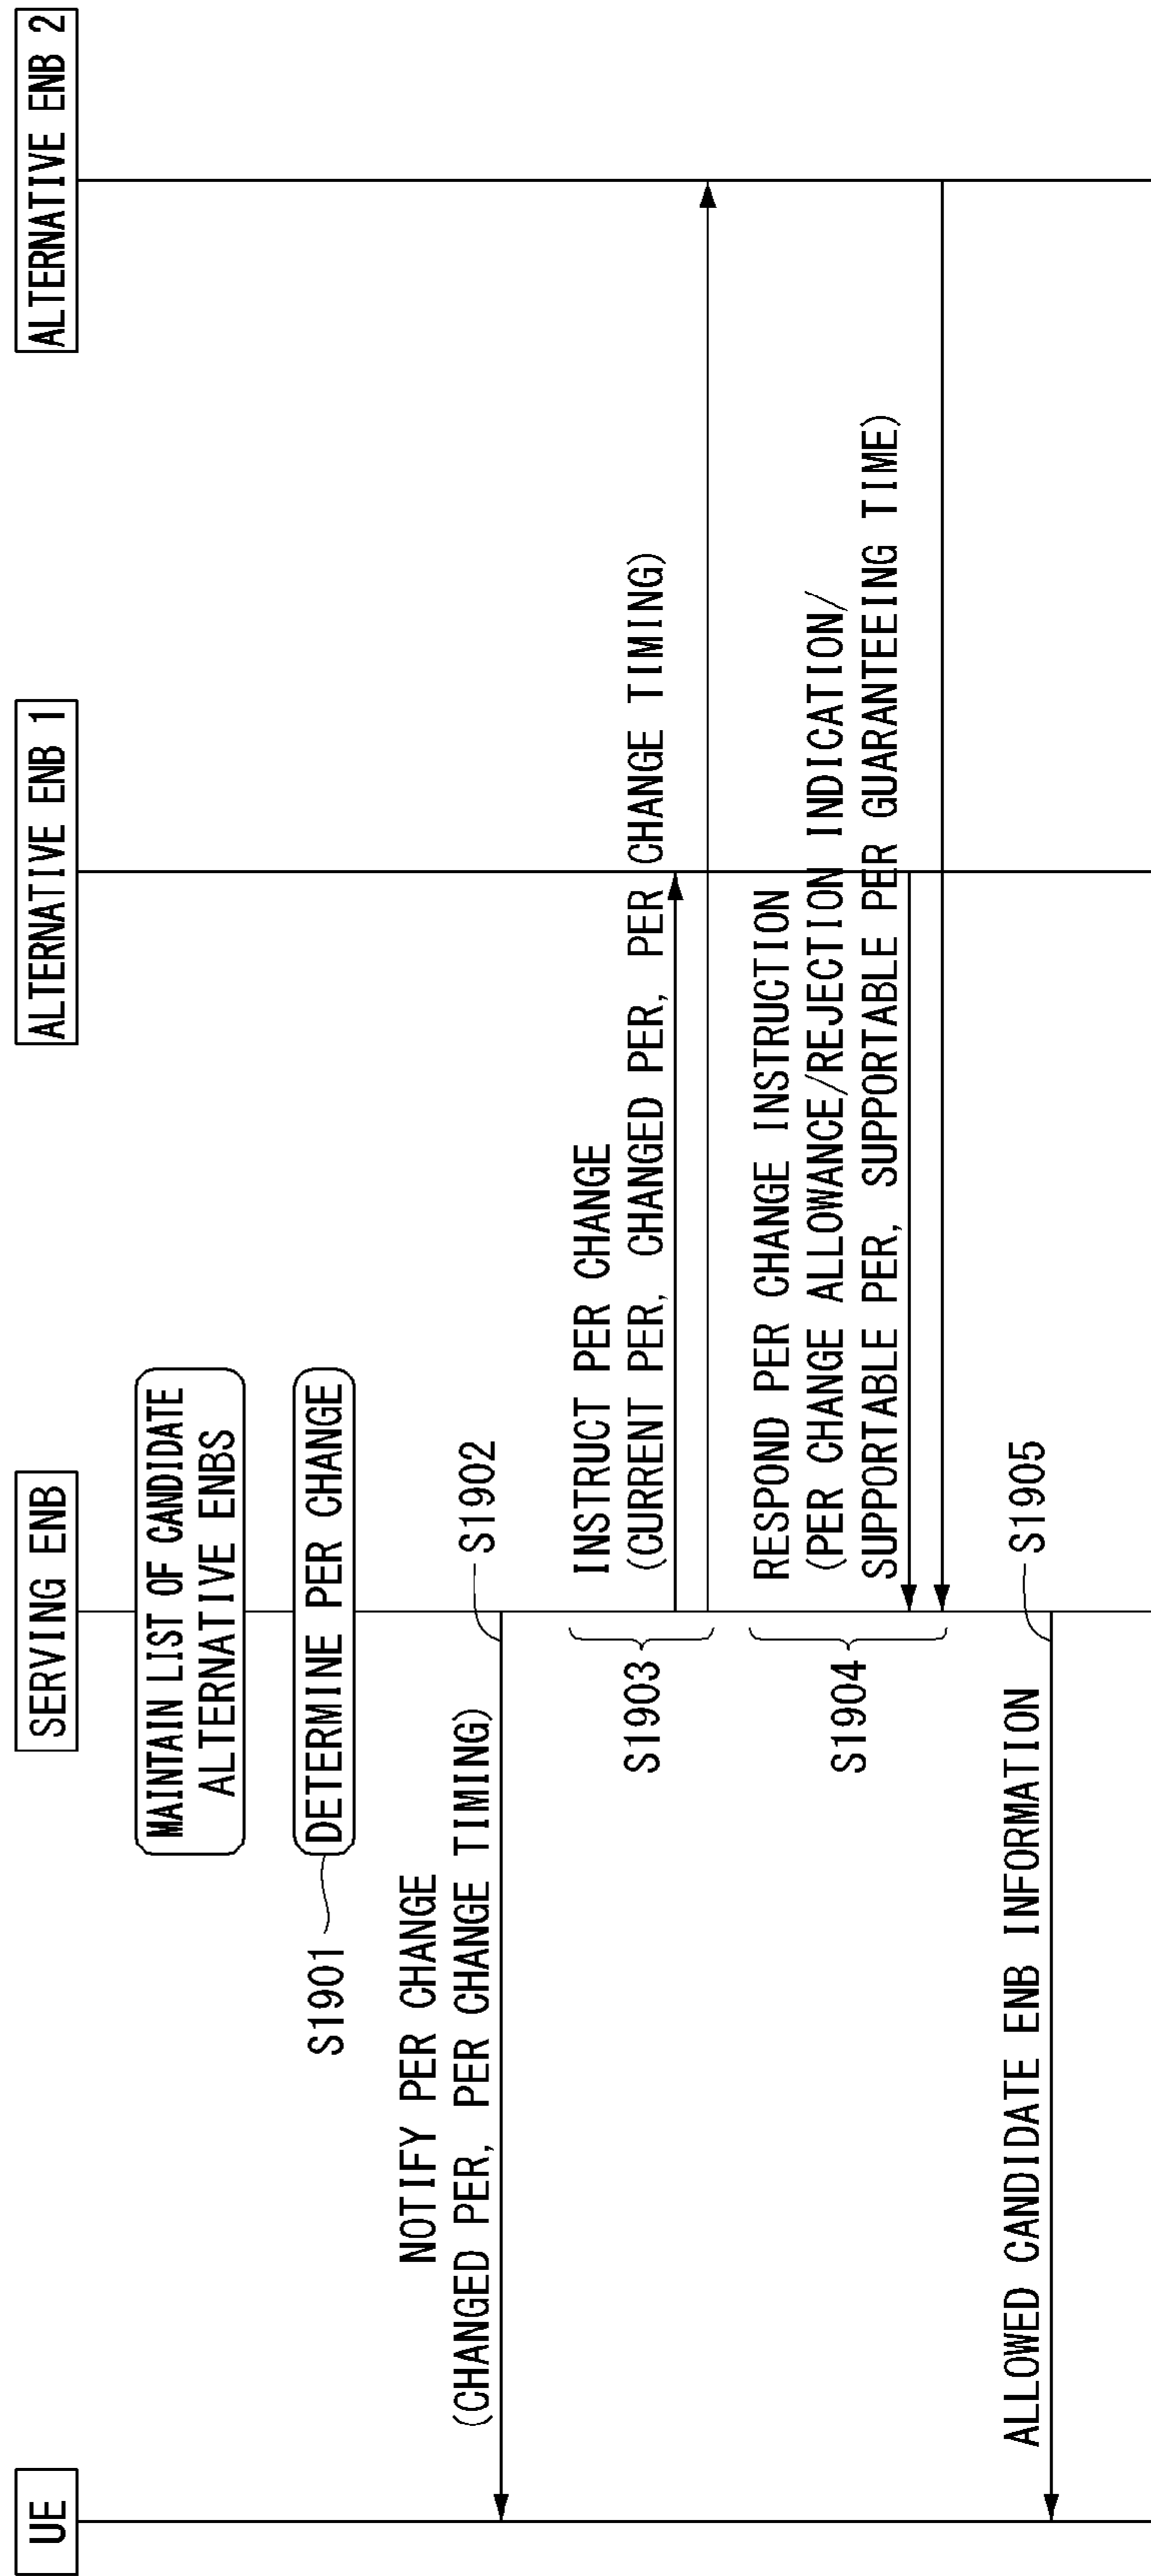 UE
SERVING ENB
ALTERNATIVE ENB 1
ALTERNATIVE ENB 2
MAINTAIN LIST OF CANDIDATE
ALTERNATIVE ENBS
S1901
DETERMINE PER CHANGE
NOTIFY PER CHANGE
(CHANGED PER, PER CHANGE TIMING)
S1902
INSTRUCT PER CHANGE
(CURRENT PER, CHANGED PER, PER CHANGE TIMING)
S1903
RESPOND PER CHANGE INSTRUCTION
(PER CHANGE ALLOWANCE/REJECTION INDICATION/
SUPPORTABLE PER, SUPPORTABLE PER GUARANTEEING TIME)
S1904
ALLOWED CANDIDATE ENB INFORMATION
S1905